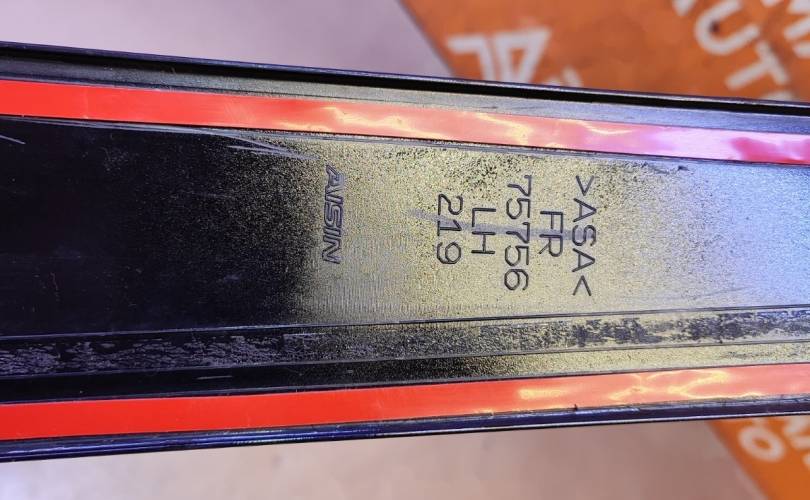 >ASA<
FR
75756
LH
219
AISIN